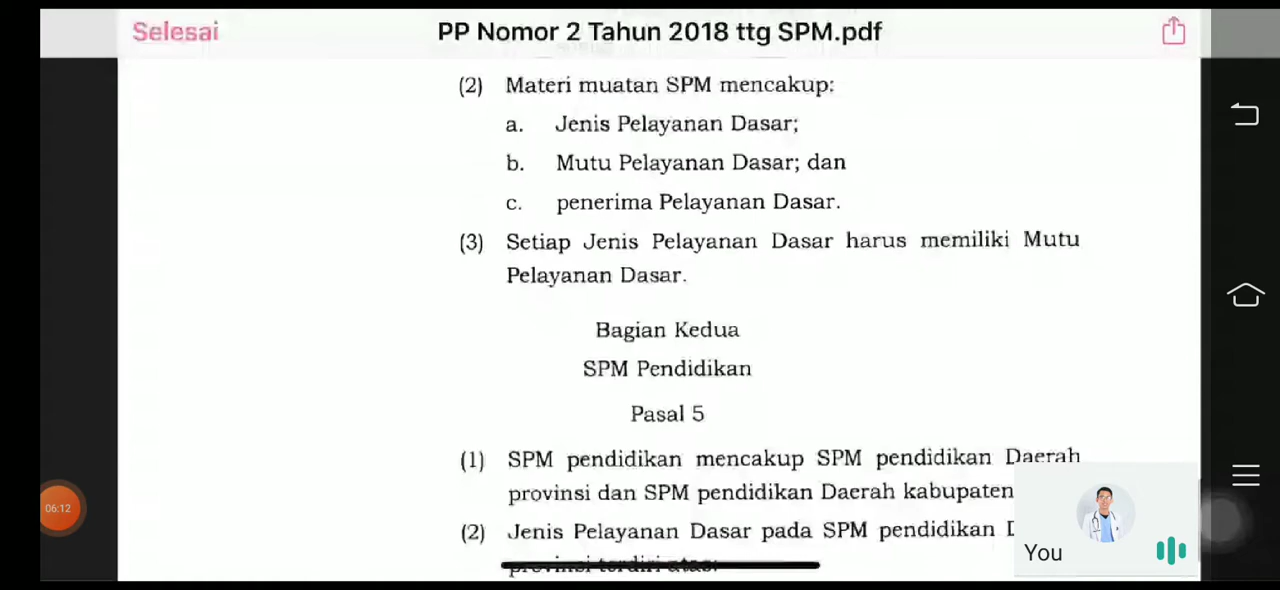 Selesai
PP Nomor 2 Tahun 2018 ttg SPM.pdf
(2) Materi muatan SPM mencakup:
a. Jenis Pelayanan Dasar;
b. Mutu Pelayanan Dasar; dan
c. penerima Pelayanan Dasar.
(3) Setiap Jenis Pelayanan Dasar harus memiliki Mutu
Pelayanan Dasar.
Bagian Kedua
SPM Pendidikan
Pasal 5
(1) SPM pendidikan mencakup SPM pendidikan Daerah
provinsi dan SPM pendidikan Daerah kabupaten
(2) Jenis Pelayanan Dasar pada SPM pendidikan
provinsi terdiri atas:
06:12
You